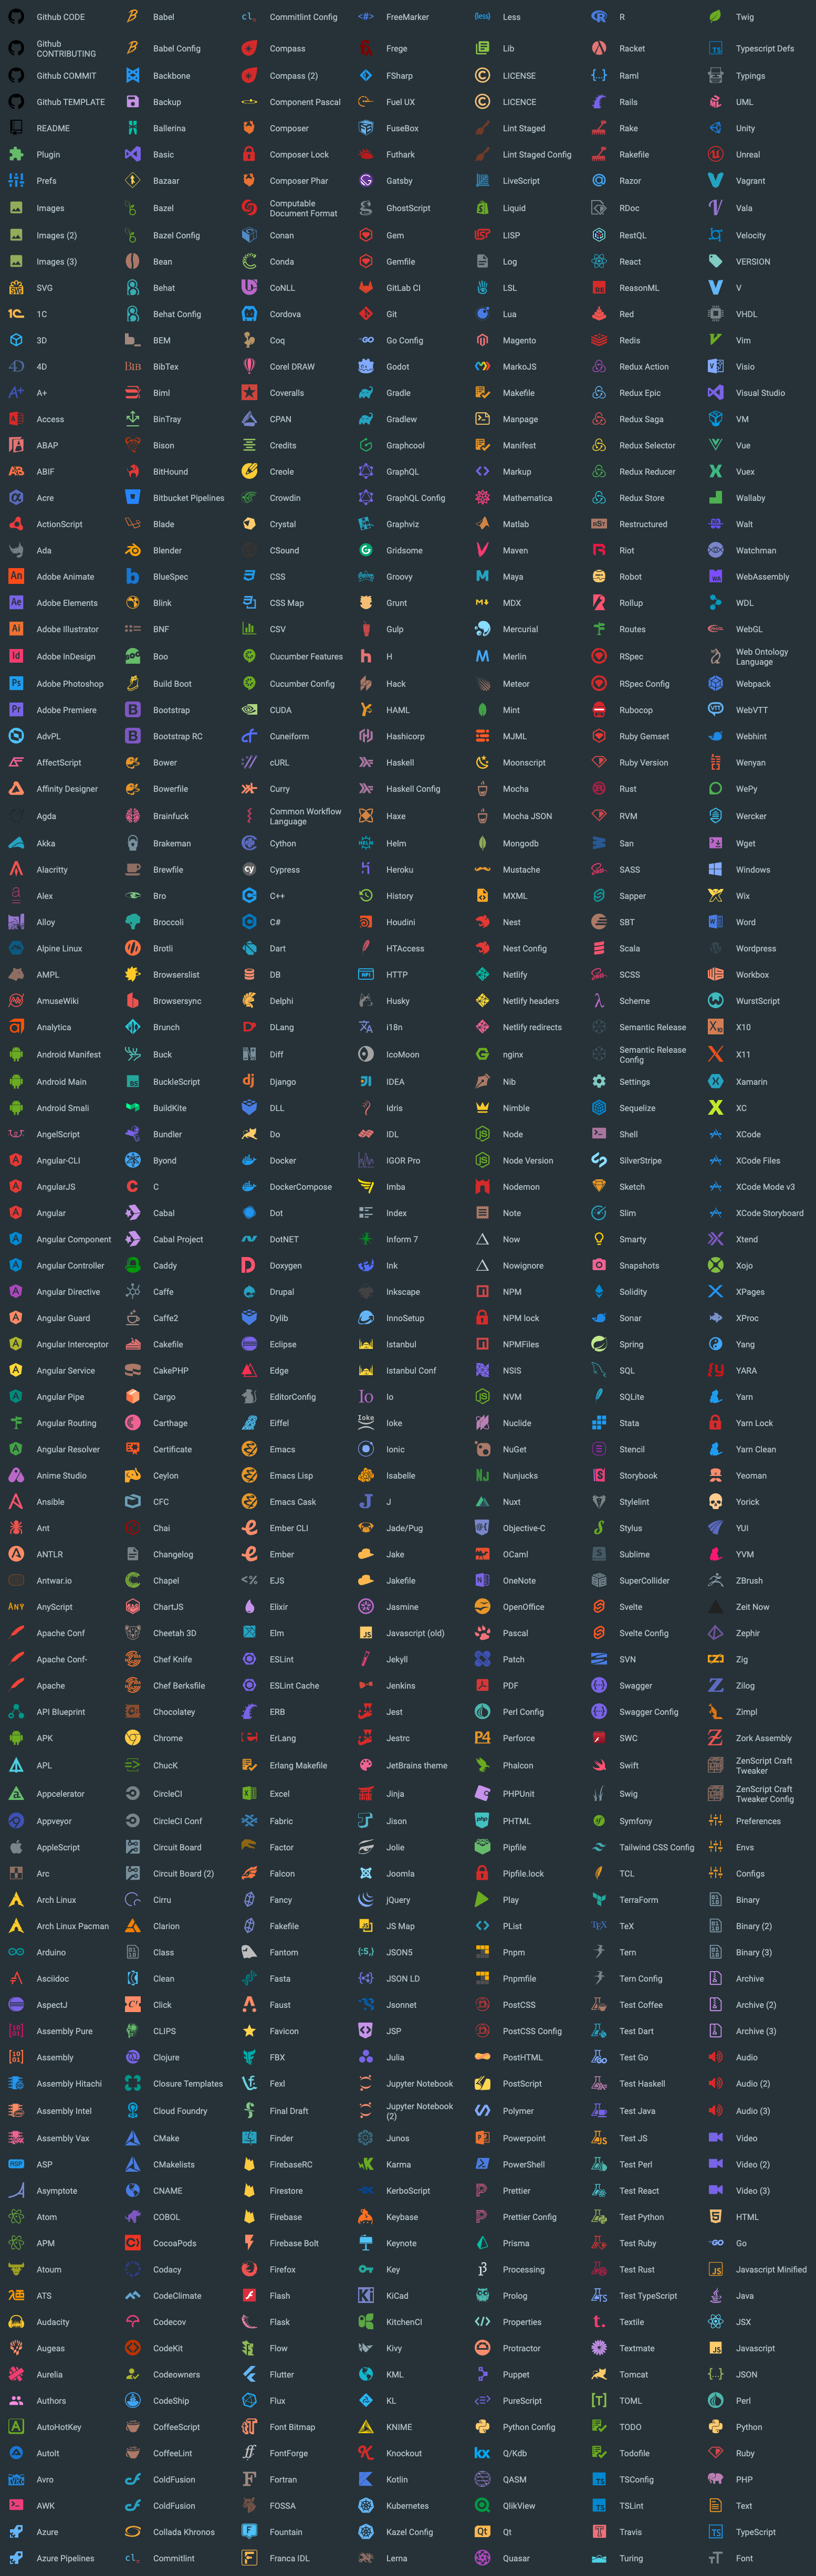 Github CODE
Github
CONTRIBUTING
Github COMMIT
Github TEMPLATE
README
Plugin
Prefs
Images
Images (2)
Images (3)
SVG
1C
3D
4D
A+
Access
ABAP
ABIF
Acre
ActionScript
Ada
Adobe Animate
Adobe Elements
Adobe Illustrator
Adobe InDesign
Adobe Photoshop
Adobe Premiere
AdvPL
AffectScript
Affinity Designer
Agda
Akka
Alacritty
Alex
Alloy
Alpine Linux
AMPL
AmuseWiki
Analytica
Android Manifest
Android Main
Android Smali
AngelScript
Angular-CLI
AngularJS
Angular
Angular Component
Angular Controller
Angular Directive
Angular Guard
Angular Interceptor
Angular Service
Angular Pipe
Angular Routing
Angular Resolver
Anime Studio
Ansible
Ant
ANTLR
Antwar.io
AnyScript
Apache Conf
Apache Conf-
Apache
API Blueprint
APK
APL
Appcelerator
Appveyor
AppleScript
Arc
Arch Linux
Arch Linux Pacman
Arduino
Asciidoc
AspectJ
Assembly Pure
Assembly
Assembly Hitachi
Assembly Intel
Assembly Vax
ASP
Asymptote
Atom
APM
Atoum
ATS
Audacity
Augeas
Aurelia
Authors
AutoHotKey
AutoIt
Avro
AWK
Azure
Azure Pipelines
Babel
Babel Config
Backbone
Backup
Ballerina
Basic
Bazaar
Bazel
Bazel Config
Bean
Behat
Behat Config
BEM
BibTex
Biml
BinTray
Bison
BitHound
Bitbucket Pipelines
Blade
Blender
BlueSpec
Blink
BNF
Boo
Build Boot
Bootstrap
Bootstrap RC
Bower
Bowerfile
Brainfuck
Brakeman
Brewfile
Bro
Broccoli
Brotli
Browserslist
Browsersync
Brunch
Buck
BuckleScript
BuildKite
Bundler
Byond
C
Cabal
Cabal Project
Caddy
Caffe
Caffe2
Cakefile
CakePHP
Cargo
Carthage
Certificate
Ceylon
CFC
Chai
Changelog
Chapel
ChartJS
Cheetah 3D
Chef Knife
Chef Berksfile
Chocolatey
Chrome
ChucK
CircleCI
CircleCI Conf
Circuit Board
Circuit Board (2)
Cirru
Clarion
Class
Clean
Click
CLIPS
Clojure
Closure Templates
Cloud Foundry
CMake
CMakelists
CNAME
COBOL
CocoaPods
Codacy
CodeClimate
Codecov
CodeKit
Codeowners
CodeShip
CoffeeScript
CoffeeLint
ColdFusion
ColdFusion
Collada Khronos
Commitlint
Commitlint Config
Compass
Compass (2)
Component Pascal
Composer
Composer Lock
Composer Phar
Computable
Document Format
Conan
Conda
CoNLL
Cordova
Coq
Corel DRAW
Coveralls
CPAN
Credits
Creole
Crowdin
Crystal
CSound
CSS
CSS Map
CSV
Cucumber Features
Cucumber Config
CUDA
Cuneiform
cURL
Curry
Common Workflow
Language
Cython
Cypress
C++
C#
Dart
DB
Delphi
DLang
Diff
Django
DLL
Do
Docker
DockerCompose
Dot
DotNET
Doxygen
Drupal
Dylib
Eclipse
Edge
EditorConfig
Eiffel
Emacs
Emacs Lisp
Emacs Cask
Ember CLI
Ember
EJS
Elixir
Elm
ESLint
ESLint Cache
ERB
ErLang
Erlang Makefile
Excel
Fabric
Factor
Falcon
Fancy
Fakefile
Fantom
Fasta
Faust
Favicon
FBX
Fexl
Final Draft
Finder
FirebaseRC
Firestore
Firebase
Firebase Bolt
Firefox
Flash
Flask
Flow
Flutter
Flux
Font Bitmap
FontForge
Fortran
FOSSA
Fountain
Franca IDL
FreeMarker
Frege
FSharp
Fuel UX
FuseBox
Futhark
Gatsby
GhostScript
Gem
Gemfile
GitLab CI
Git
Go Config
Godot
Gradle
Gradlew
Graphcool
GraphQL
GraphQL Config
Graphviz
Gridsome
Groovy
Grunt
Gulp
H
Hack
HAML
Hashicorp
Haskell
Haskell Config
Haxe
Helm
Heroku
History
Houdini
HTAccess
HTTP
Husky
i18n
IcoMoon
IDEA
Idris
IDL
IGOR Pro
Imba
Index
Inform 7
Ink
Inkscape
InnoSetup
Istanbul
Istanbul Conf
Io
Ioke
Ionic
Isabelle
J
Jade/Pug
Jake
Jakefile
Jasmine
Javascript (old)
Jekyll
Jenkins
Jest
Jestrc
JetBrains theme
Jinja
Jison
Jolie
Joomla
jQuery
JS Map
JSON5
JSON LD
Jsonnet
JSP
Julia
Jupyter Notebook
Jupyter Notebook
(2)
Junos
Karma
KerboScript
Keybase
Keynote
Key
KiCad
KitchenCI
Kivy
KML
KL
KNIME
Knockout
Kotlin
Kubernetes
Kazel Config
Lerna
Less
Lib
LICENSE
LICENCE
Lint Staged
Lint Staged Config
LiveScript
Liquid
LISP
Log
LSL
Lua
Magento
MarkoJS
Makefile
Manpage
Manifest
Markup
Mathematica
Matlab
Maven
Maya
MDX
Mercurial
Merlin
Meteor
Mint
MJML
Moonscript
Mocha
Mocha JSON
Mongodb
Mustache
MXML
Nest
Nest Config
Netlify
Netlify headers
Netlify redirects
nginx
Nib
Nimble
Node
Node Version
Nodemon
Note
Now
Nowignore
NPM
NPM lock
NPMFiles
NSIS
NVM
Nuclide
NuGet
Nunjucks
Nuxt
Objective-C
OCaml
OneNote
OpenOffice
Pascal
Patch
PDF
Perl Config
Perforce
Phalcon
PHPUnit
PHTML
Pipfile
Pipfile.lock
Play
PList
Pnpm
Pnpmfile
PostCSS
PostCSS Config
PostHTML
PostScript
Polymer
Powerpoint
PowerShell
Prettier
Prettier Config
Prisma
Processing
Prolog
Properties
Protractor
Puppet
PureScript
Python Config
Q/Kdb
QASM
QlikView
Qt
Quasar
R
Racket
Raml
Rails
Rake
Rakefile
Razor
RDoc
RestQL
React
ReasonML
Red
Redis
Redux Action
Redux Epic
Redux Saga
Redux Selector
Redux Reducer
Redux Store
Restructured
Riot
Robot
Rollup
Routes
RSpec
RSpec Config
Rubocop
Ruby Gemset
Ruby Version
Rust
RVM
San
SASS
Sapper
SBT
Scala
SCSS
Scheme
Semantic Release
Semantic Release
Config
Settings
Sequelize
Shell
SilverStripe
Sketch
Slim
Smarty
Snapshots
Solidity
Sonar
Spring
SQL
SQLite
Stata
Stencil
Storybook
Stylelint
Stylus
Sublime
SuperCollider
Svelte
Svelte Config
SVN
Swagger
Swagger Config
SWC
Swift
Swig
Symfony
Tailwind CSS Config
TCL
TerraForm
TeX
Tern
Tern Config
Test Coffee
Test Dart
Test Go
Test Haskell
Test Java
Test JS
Test Perl
Test React
Test Python
Test Ruby
Test Rust
Test TypeScript
Textile
Textmate
Tomcat
TOML
TODO
Todofile
TSConfig
TSLint
Travis
Turing
Twig
Typescript Defs
Typings
UML
Unity
Unreal
Vagrant
Vala
Velocity
VERSION
V
VHDL
Vim
Visio
Visual Studio
VM
Vue
Vuex
Wallaby
Walt
Watchman
WebAssembly
WDL
WebGL
Web Ontology
Language
Webpack
WebVTT
Webhint
Wenyan
WePy
Wercker
Wget
Windows
Wix
Word
Wordpress
Workbox
WurstScript
X10
X11
Xamarin
XC
XCode
XCode Files
XCode Mode v3
XCode Storyboard
Xtend
Xojo
XPages
XProc
Yang
YARA
Yarn
Yarn Lock
Yarn Clean
Yeoman
Yorick
YUI
YVM
ZBrush
Zeit Now
Zephir
Zig
Zilog
Zimpl
Zork Assembly
ZenScript Craft
Tweaker
ZenScript Craft
Tweaker Config
Preferences
Envs
Configs
Binary
Binary (2)
Binary (3)
Archive
Archive (2)
Archive (3)
Audio
Audio (2)
Audio (3)
Video
Video (2)
Video (3)
HTML
Go
Javascript Minified
Java
JSX
Javascript
JSON
Perl
Python
Ruby
PHP
Text
TypeScript
Font